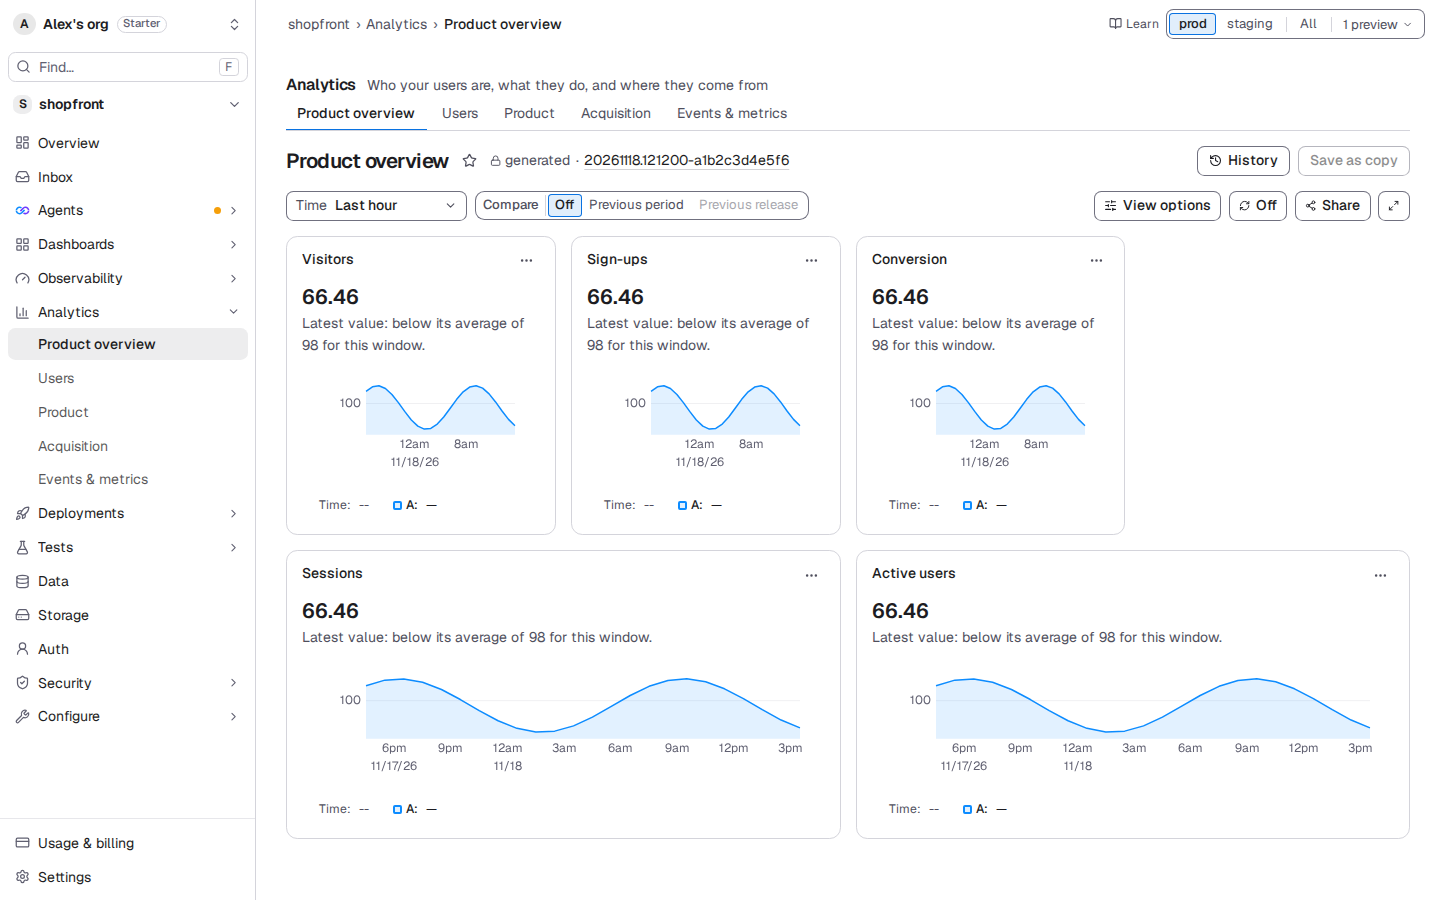 A Alex's org Starter
Find... F
S shopfront
Overview
Inbox
Agents
Dashboards
Observability
Analytics
Product overview
Users
Product
Acquisition
Events & metrics
Deployments
Tests
Data
Storage
Auth
Security
Configure
Usage & billing
Settings
shopfront › Analytics › Product overview
Learn prod staging All 1 preview
Analytics Who your users are, what they do, and where they come from
Product overview Users Product Acquisition Events & metrics
Product overview generated · 20261118.121200-a1b2c3d4e5f6
History Save as copy
Time Last hour Compare Off Previous period Previous release
View options Off Share
Visitors
66.46
Latest value: below its average of
98 for this window.
100
12am 8am
11/18/26
Time: -- A: —
Sign-ups
66.46
Latest value: below its average of
98 for this window.
100
12am 8am
11/18/26
Time: -- A: —
Conversion
66.46
Latest value: below its average of
98 for this window.
100
12am 8am
11/18/26
Time: -- A: —
Sessions
66.46
Latest value: below its average of 98 for this window.
100
6pm 9pm 12am 3am 6am 9am 12pm 3pm
11/17/26 11/18
Time: -- A: —
Active users
66.46
Latest value: below its average of 98 for this window.
100
6pm 9pm 12am 3am 6am 9am 12pm 3pm
11/17/26 11/18
Time: -- A: —